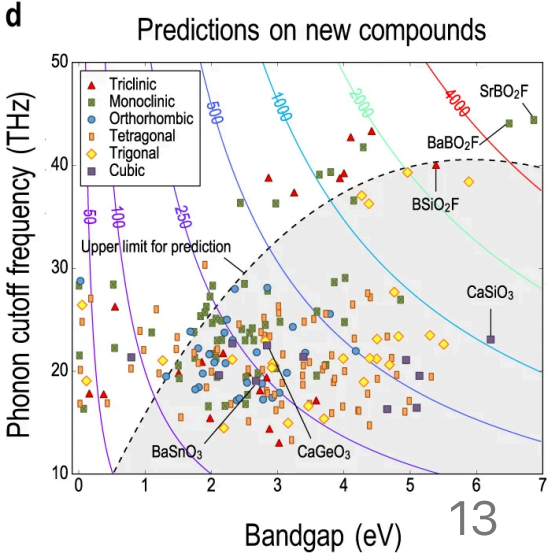 d
Predictions on new compounds
Phonon cutoff frequency (THz)
50
40
30
20
10
Triclinic
Monoclinic
Orthorhombic
Tetragonal
Trigonal
Cubic
50
100
250
500
1000
2000
4000
SrBO₂F
BaBO₂F
BSiO₂F
Upper limit for prediction
CaSiO₃
BaSnO₃
CaGeO₃
0 1 2 3 4 5 6 7
Bandgap (eV)
13